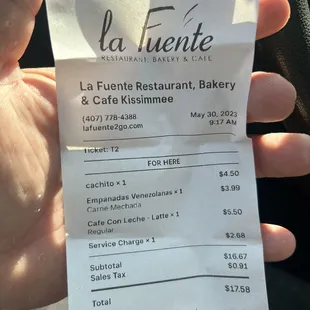 la Fuente
RESTAURANT, BAKERY & CAFE
La Fuente Restaurant, Bakery
& Cafe Kissimmee
(407) 778-4388 May 30, 2023
lafuente2go.com 9:17 AM
Ticket: T2
FOR HERE
cachito × 1 $4.50
Empanadas Venezolanas × 1 $3.99
Carne Mechada
Cafe Con Leche - Latte × 1 $5.50
Regular
Service Charge × 1 $2.68
Subtotal $16.67
Sales Tax $0.91
Total $17.58